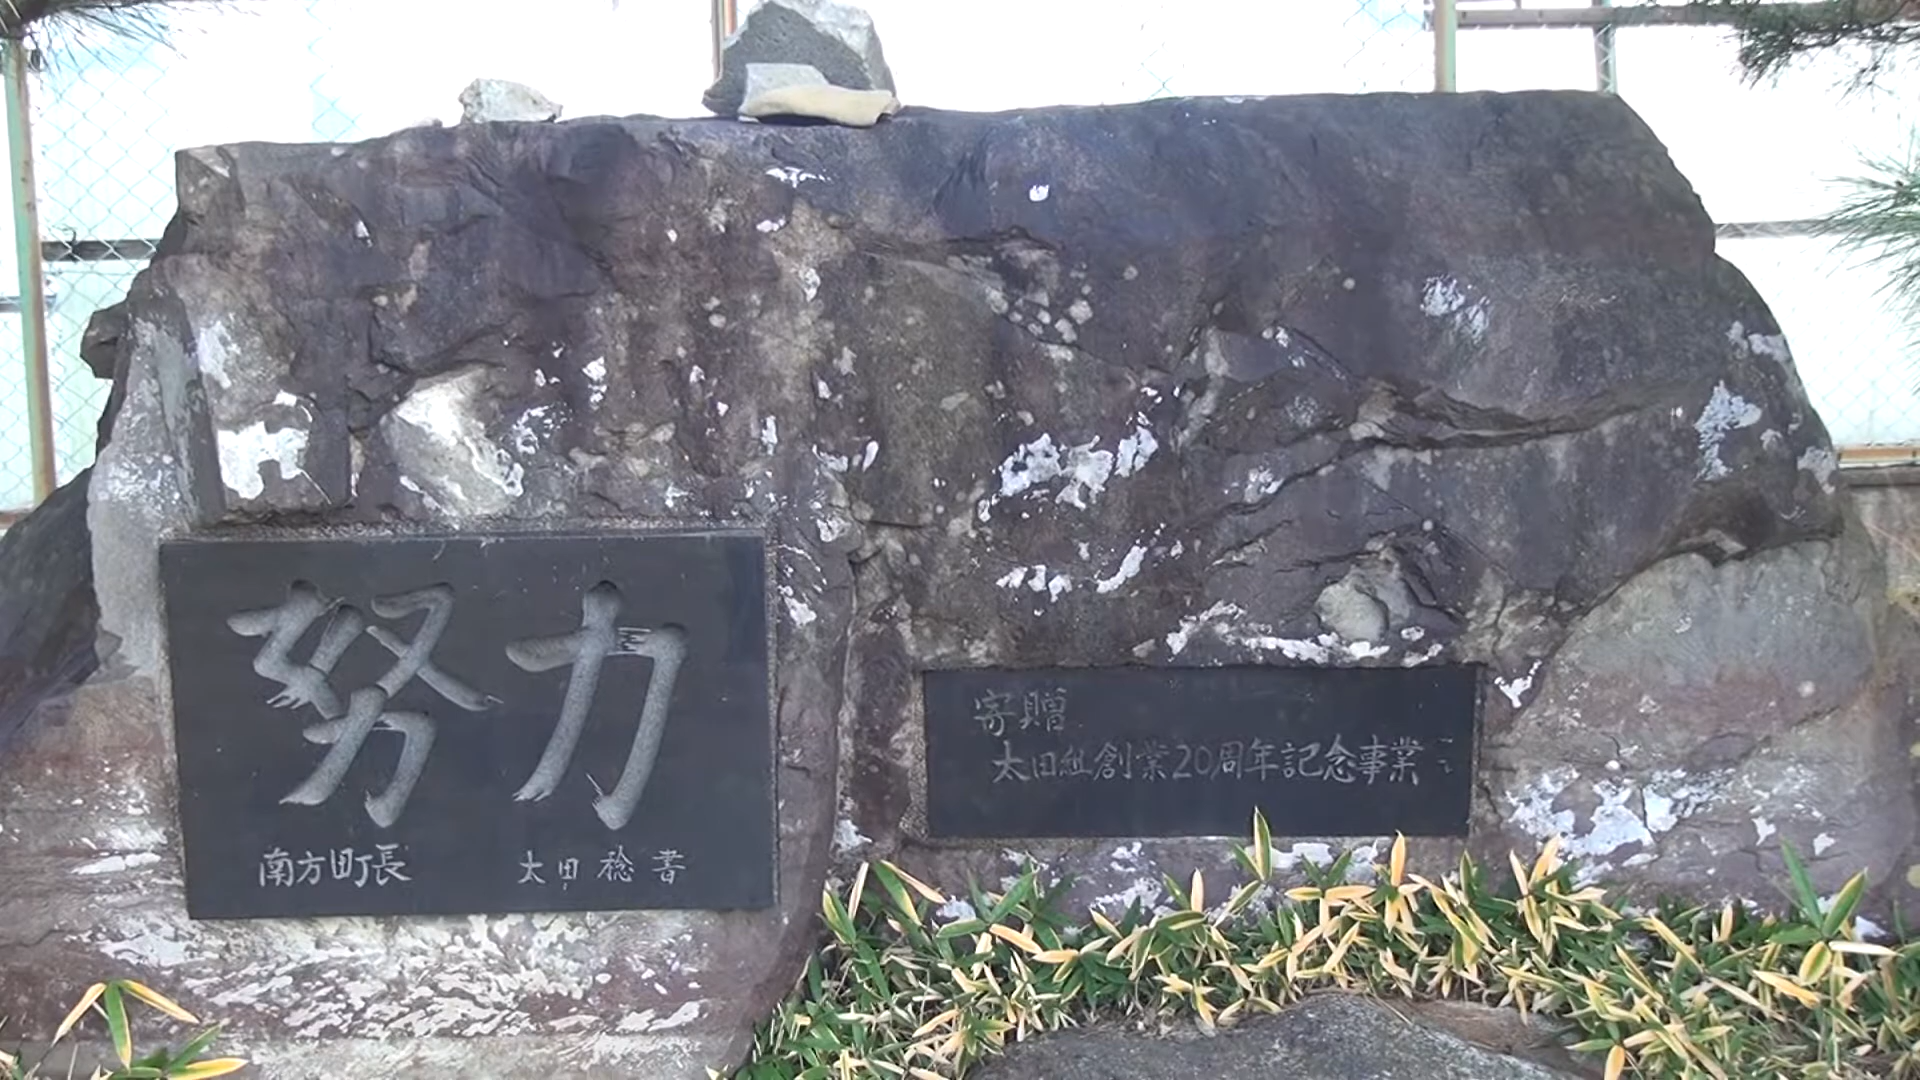 努力
南方町長 太田 稔 書
寄贈
太田組創業20周年記念事業